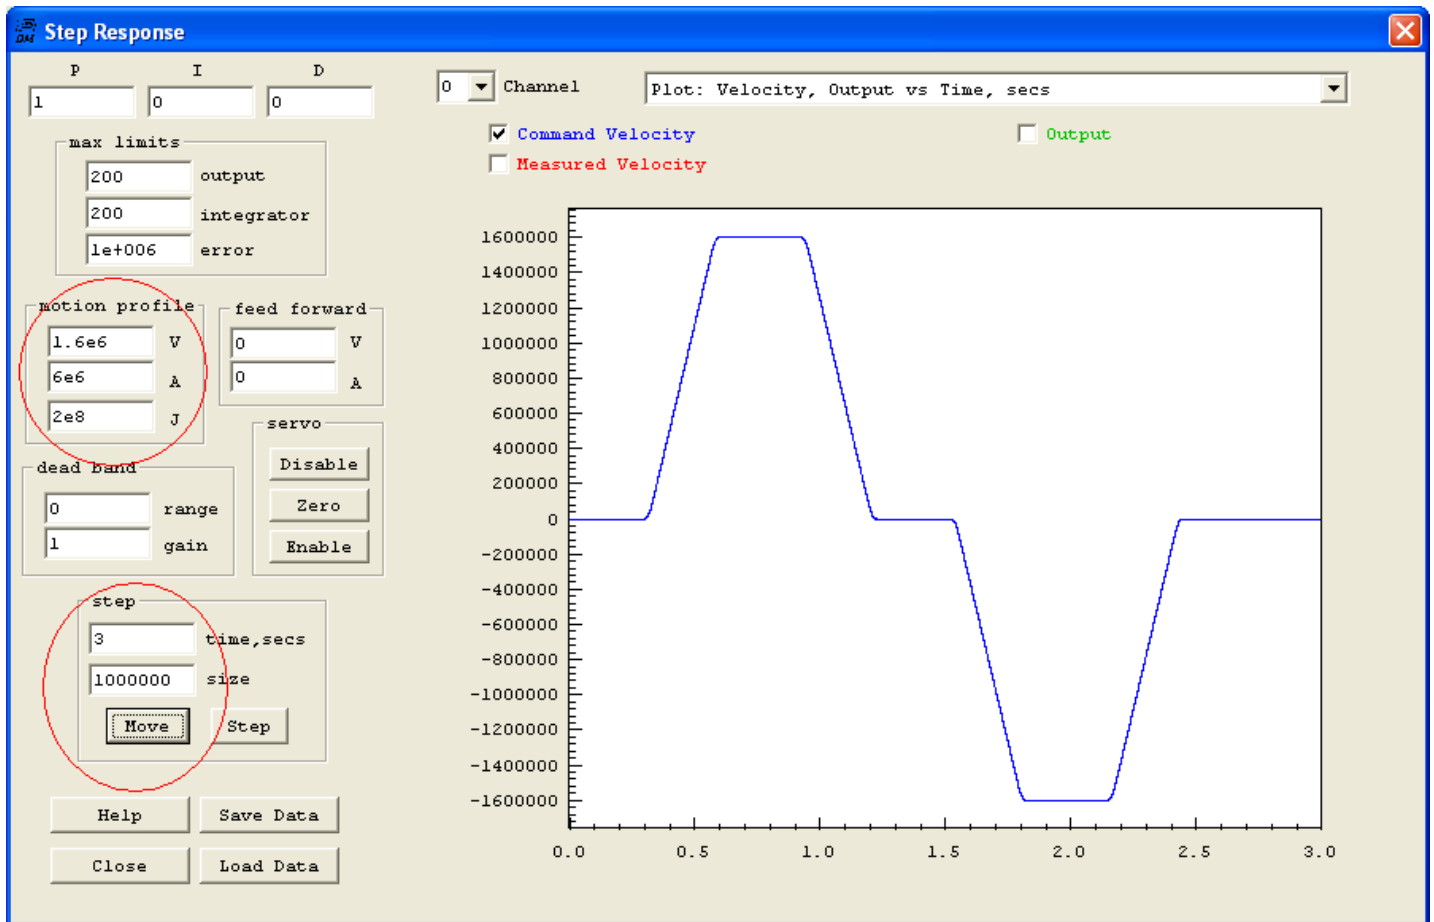 Step Response
P I D
1 0 0
max limits
200 output
200 integrator
1e+006 error
motion profile
1.6e6 V
6e6 A
2e8 J
feed forward
0 V
0 A
servo
Disable
Zero
Enable
dead band
0 range
1 gain
step
3 time,secs
1000000 size
Move Step
Help Save Data
Close Load Data
0 Channel Plot: Velocity, Output vs Time, secs
Command Velocity Output
Measured Velocity
1600000
1400000
1200000
1000000
800000
600000
400000
200000
0
-200000
-400000
-600000
-800000
-1000000
-1200000
-1400000
-1600000
0.0 0.5 1.0 1.5 2.0 2.5 3.0